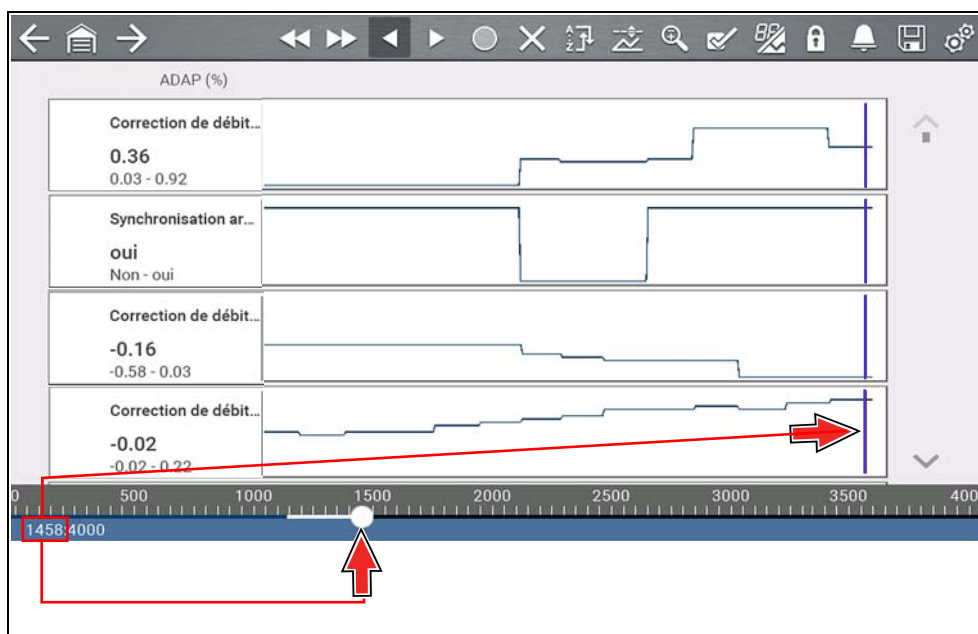 ADAP (%)
Correction de débit...
0.36
0.03 - 0.92
Synchronisation ar...
oui
Non - oui
Correction de débit...
-0.16
-0.58 - 0.03
Correction de débit...
-0.02
-0.02 - 0.22
0 500 1000 1500 2000 2500 3000 3500 400
1458:4000